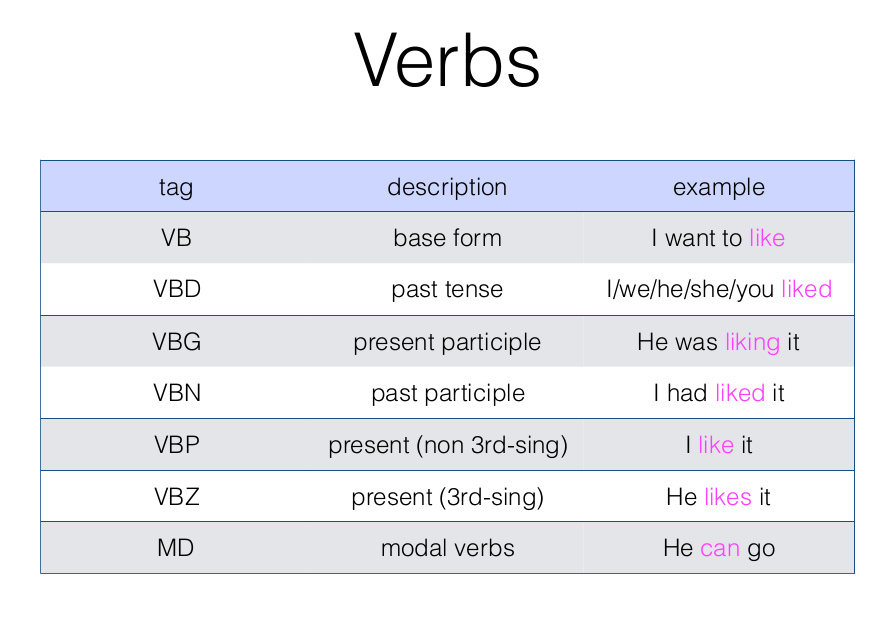 Verbs
tag description example
VB base form I want to like
VBD past tense I/we/he/she/you liked
VBG present participle He was liking it
VBN past participle I had liked it
VBP present (non 3rd-sing) I like it
VBZ present (3rd-sing) He likes it
MD modal verbs He can go